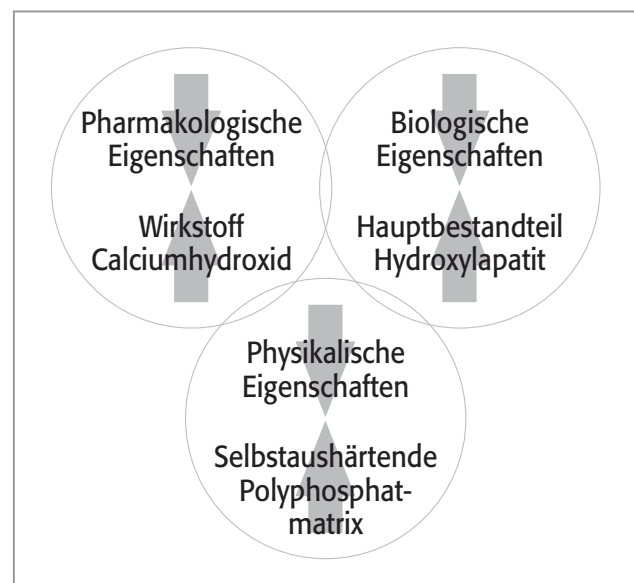 Pharmakologische
Eigenschaften
Wirkstoff
Calciumhydroxid
Biologische
Eigenschaften
Hauptbestandteil
Hydroxylapatit
Physikalische
Eigenschaften
Selbstaushärtende
Polyphosphat-
matrix